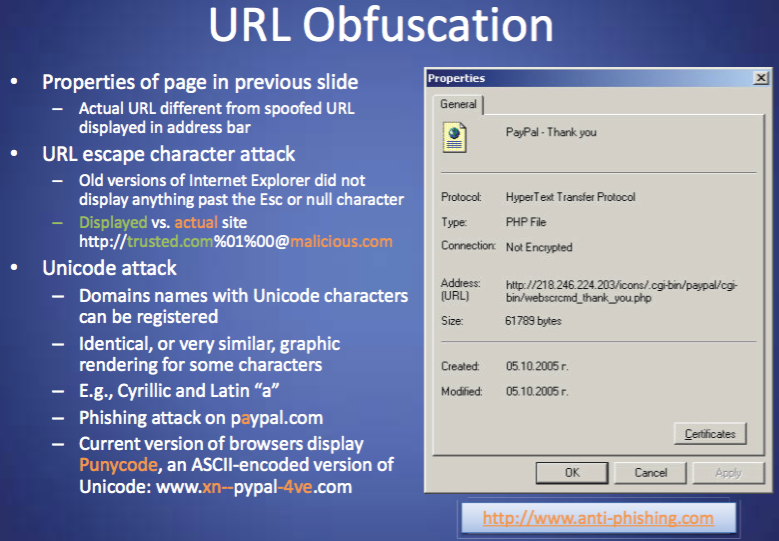 URL Obfuscation
• Properties of page in previous slide
– Actual URL different from spoofed URL
displayed in address bar
• URL escape character attack
– Old versions of Internet Explorer did not
display anything past the Esc or null character
– Displayed vs. actual site
http://trusted.com%01%00@malicious.com
• Unicode attack
– Domains names with Unicode characters
can be registered
– Identical, or very similar, graphic
rendering for some characters
– E.g., Cyrillic and Latin “a”
– Phishing attack on paypal.com
– Current version of browsers display
Punycode, an ASCII-encoded version of
Unicode: www.xn--pypal-4ve.com
Properties
General
PayPal - Thank you
Protocol: HyperText Transfer Protocol
Type: PHP File
Connection: Not Encrypted
Address: http://218.246.224.203/icons/.cgi-bin/paypal/cgi-
(URL) bin/webscrcmd_thank_you.php
Size: 61789 bytes
Created: 05.10.2005 г.
Modified: 05.10.2005 г.
Certificates
OK Cancel Apply
http://www.anti-phishing.com